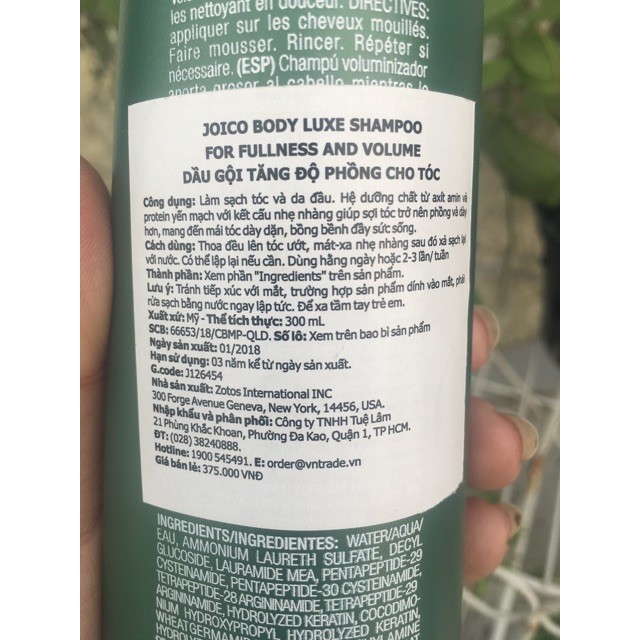 les nettoyant en douceur. DIRECTIVES:
appliquer sur les cheveux mouillés.
Faire mousser. Rincer. Répéter si
nécessaire. (ESP) Champú voluminizador
aporta grosor al cabello mientras lo
JOICO BODY LUXE SHAMPOO
FOR FULLNESS AND VOLUME
DẦU GỘI TĂNG ĐỘ PHỒNG CHO TÓC
Công dụng: Làm sạch tóc và da đầu. Hệ dưỡng chất từ axít amin và
protein yến mạch với kết cấu nhẹ nhàng giúp sợi tóc trở nên phồng và dày
hơn, mang đến mái tóc dày dặn, bồng bềnh đầy sức sống.
Cách dùng: Thoa đều lên tóc ướt, mát-xa nhẹ nhàng sau đó xả sạch lại
với nước. Có thể lặp lại nếu cần. Dùng hằng ngày hoặc 2-3 lần/ tuần
Thành phần: Xem phần "Ingredients" trên sản phẩm.
Lưu ý: Tránh tiếp xúc với mắt, trường hợp sản phẩm dính vào mắt, phải
rửa sạch bằng nước ngay lập tức. Để xa tầm tay trẻ em.
Xuất xứ: Mỹ - Thể tích thực: 300 mL
SCB: 66653/18/CBMP-QLD. Số lô: Xem trên bao bì sản phẩm
Ngày sản xuất: 01/2018
Hạn sử dụng: 03 năm kể từ ngày sản xuất.
G.code: J126454
Nhà sản xuất: Zotos International INC
300 Forge Avenue Geneva, New York, 14456, USA.
Nhập khẩu và phân phối: Công ty TNHH Tuệ Lâm
21 Phùng Khắc Khoan, Phường Đa Kao, Quận 1, TP HCM.
ĐT: (028) 38240888.
Hotline: 1900 545491. E: order@vntrade.vn
Giá bán lẻ: 375.000 VNĐ
INGREDIENTS/INGREDIENTES: WATER/AQUA/
EAU, AMMONIUM LAURETH SULFATE, DECYL
GLUCOSIDE, LAURAMIDE MEA, PENTAPEPTIDE-29
CYSTEINAMIDE, PENTAPEPTIDE-30 CYSTEINAMIDE,
TETRAPEPTIDE-28 ARGININAMIDE, TETRAPEPTIDE-29
ARGININAMIDE, HYDROLYZED KERATIN, COCODIMO-
NIUM HYDROXYPROPYL HYDROLYZED KERATIN,